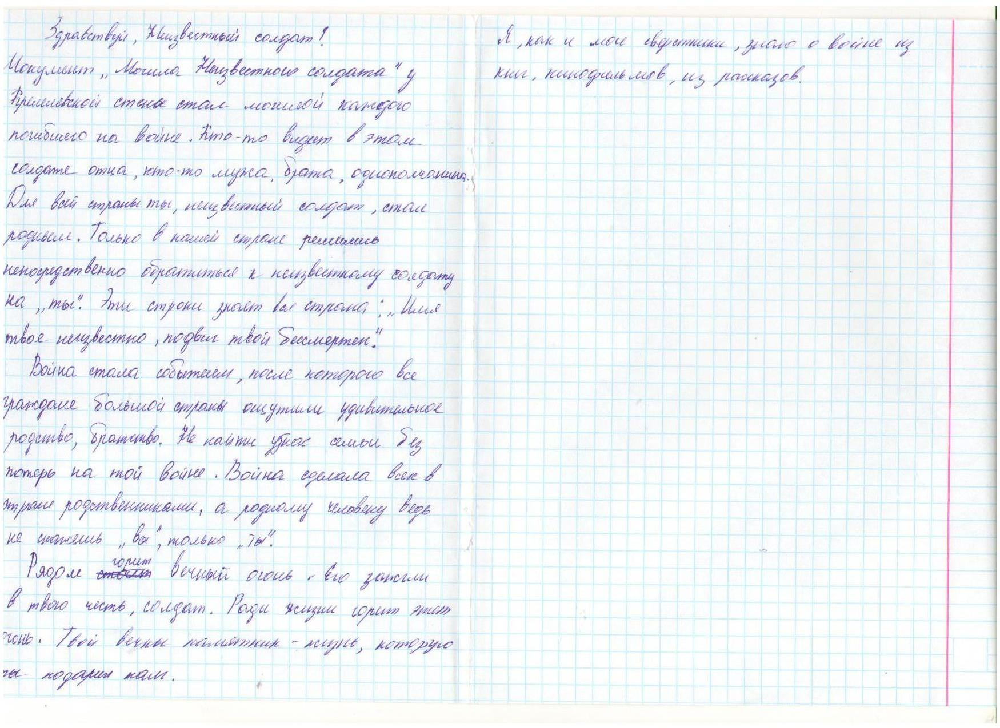 Здравствуй, Неизвестный солдат!
Монумент „Могила Неизвестного солдата" у
Кремлевской стены стал могилой каждого
погибшего на войне. Кто-то видит в этом
солдате отца, кто-то мужа, брата, однополчанина.
Для всей страны ты, неизвестный солдат, стал
родным. Только в нашей стране решились
непосредственно обратиться к неизвестному солдату
на „ты". Эти строки знает вся страна: „Имя
твое неизвестно, подвиг твой бессмертен".
Война стала событием, после которого все
граждане большой страны ощутили удивительное
родство, братство. Не найти у нас семьи без
потерь на той войне. Война сделала всех в
стране родственниками, а родному человеку ведь
не скажешь „вы", только „ты".
Рядом стоит горит вечный огонь. Его зажгли
в твою честь, солдат. Ради жизни горит этот
огонь. Твой вечны памятник - жизнь, которую
ты подарил нам.
Я, как и мои сверстники, знаю о войне из
книг, кинофильмов, из рассказов.